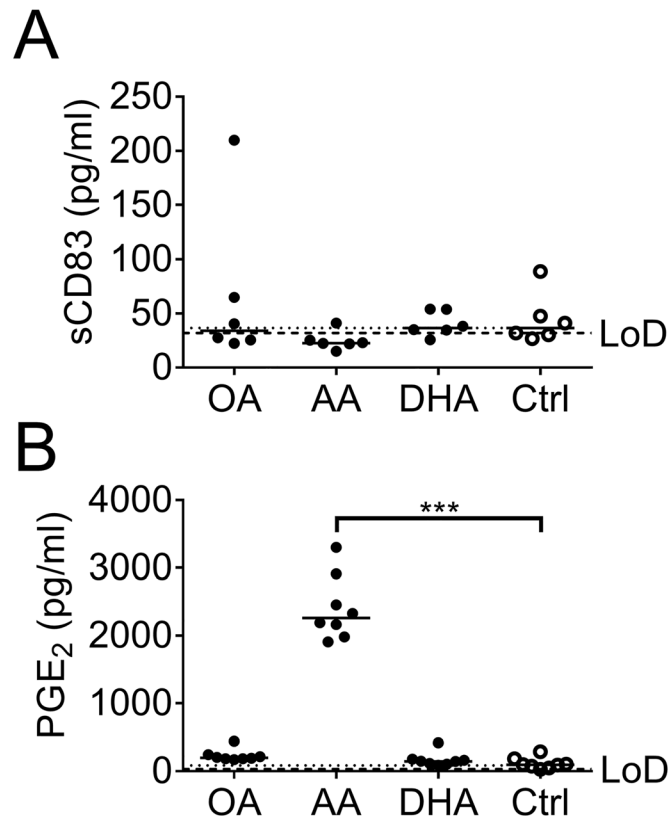 A
sCD83 (pg/ml)
250
200
150
100
50
0
LoD
OA AA DHA Ctrl
B
PGE₂ (pg/ml)
4000
***
3000
2000
1000
0
LoD
OA AA DHA Ctrl